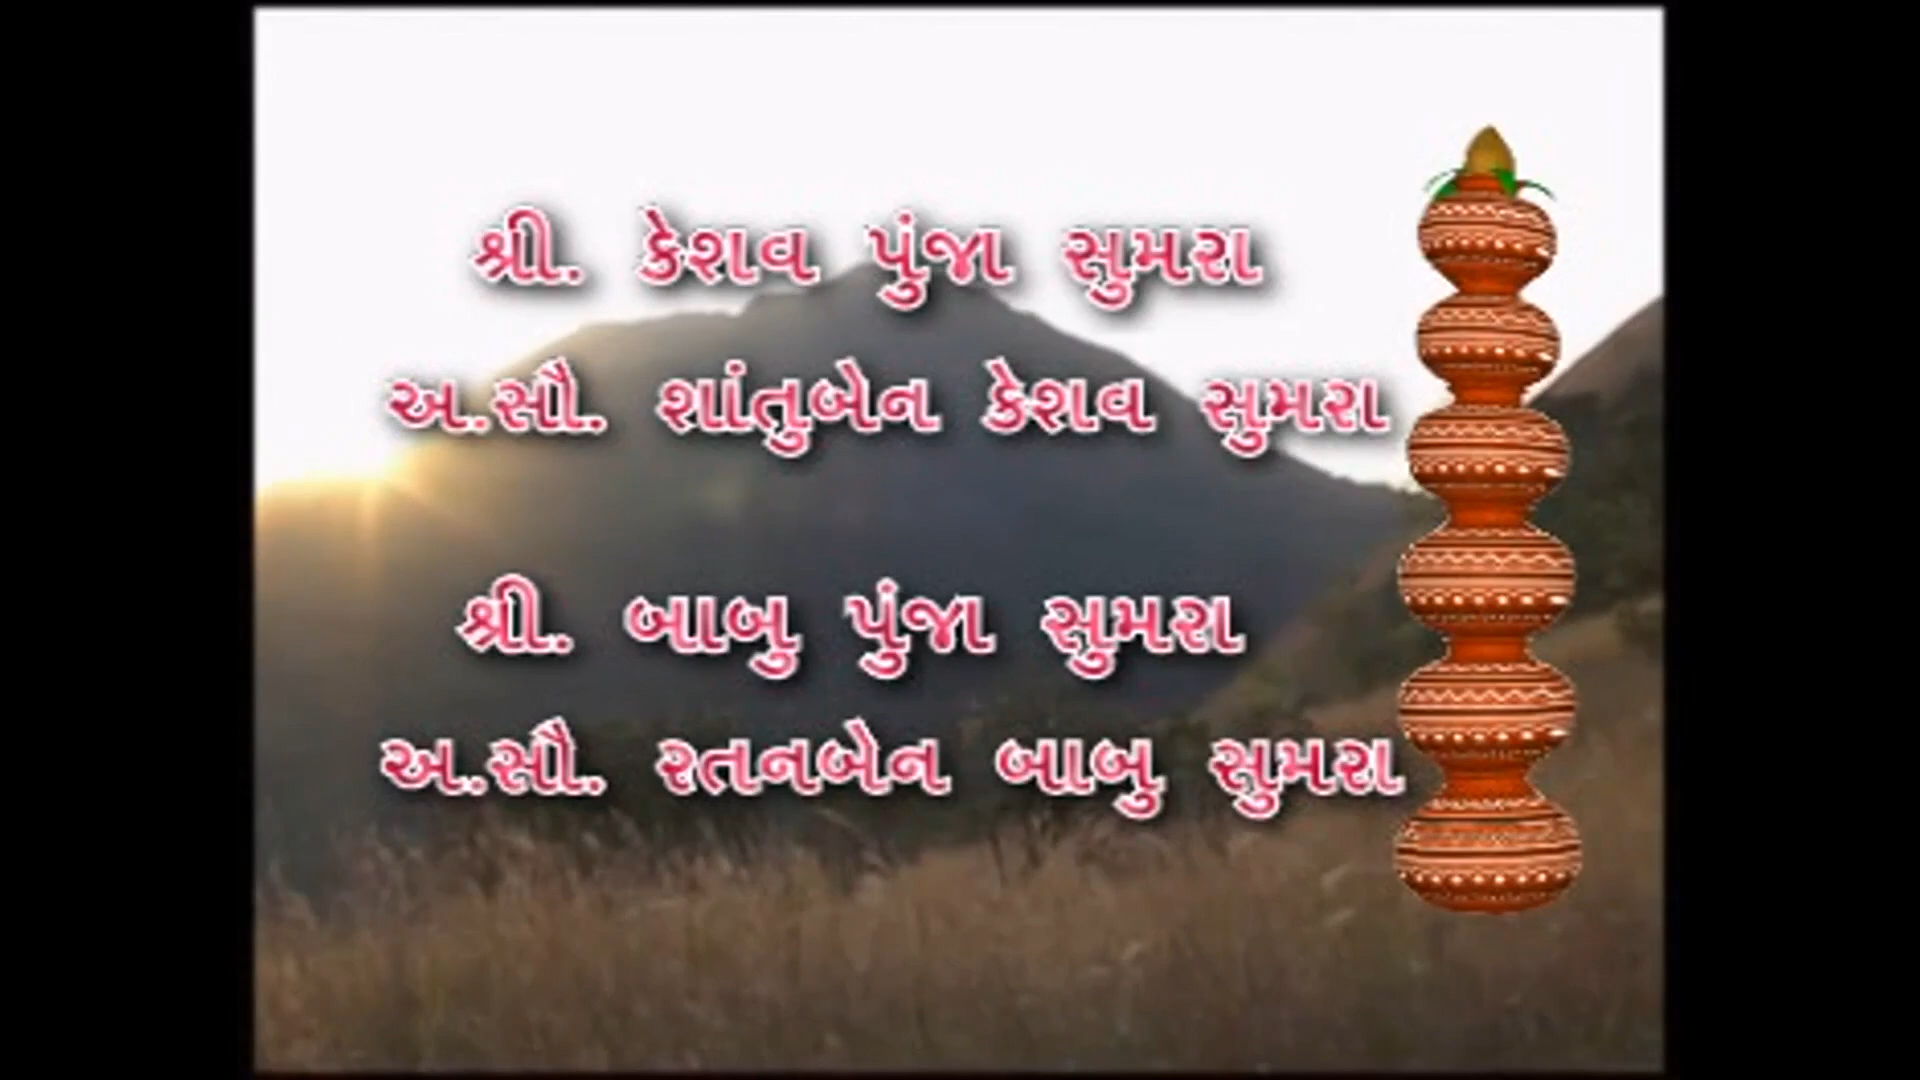 શ્રી. કેશવ પુંજા સુમરા
અ.સૌ. શાંતુબેન કેશવ સુમરા
શ્રી. બાબુ પુંજા સુમરા
અ.સૌ. રતનબેન બાબુ સુમરા